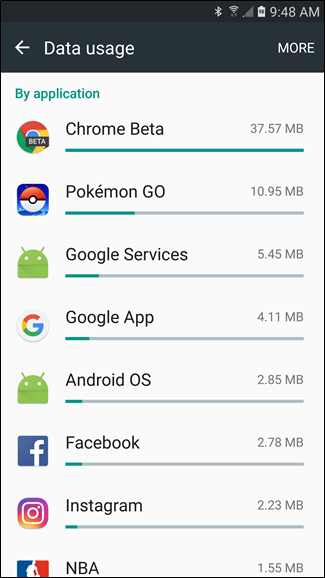 9:48 AM
Data usage MORE
By application
Chrome Beta 37.57 MB
BETA
Pokémon GO 10.95 MB
Google Services 5.45 MB
Google App 4.11 MB
G
Android OS 2.85 MB
Facebook 2.78 MB
f
Instagram 2.23 MB
NBA 1.55 MB